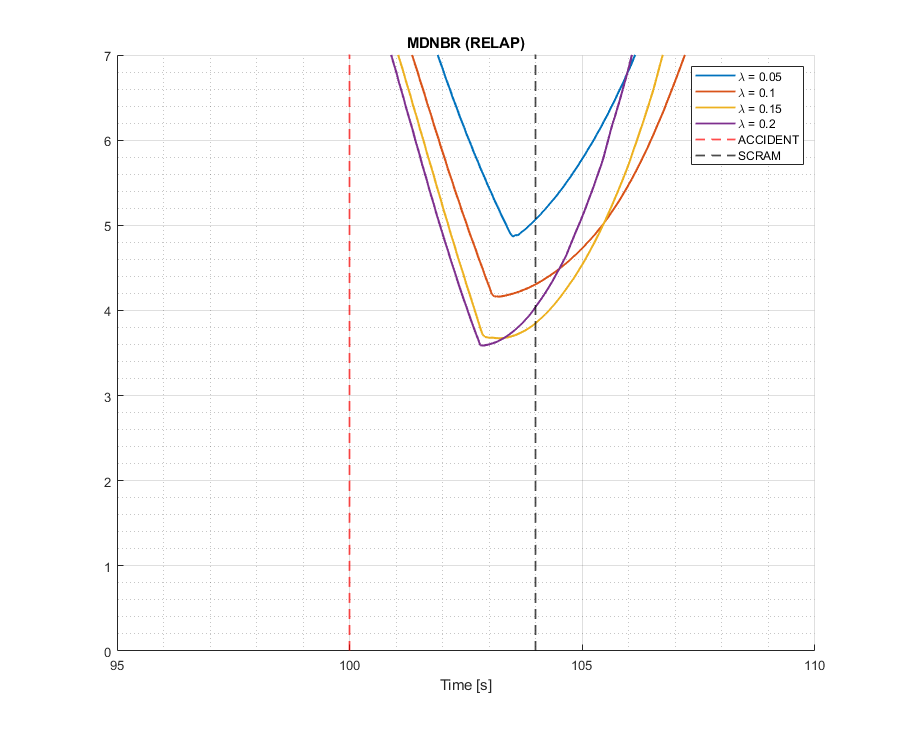 MDNBR (RELAP)
7
6
5
4
3
2
1
0
95
100
105
110
Time [s]
λ = 0.05
λ = 0.1
λ = 0.15
λ = 0.2
ACCIDENT
SCRAM